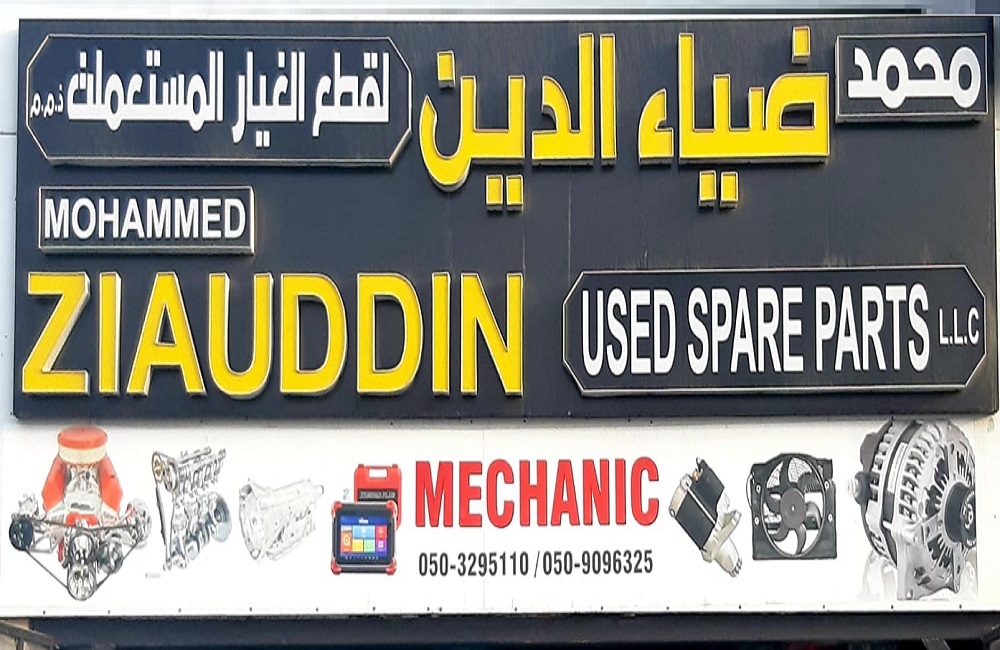 محمد ضياء الدين لقطع الغيار المستعملة ذ.م.م
MOHAMMED
ZIAUDDIN USED SPARE PARTS L.L.C
MECHANIC
050-3295110 / 050-9096325